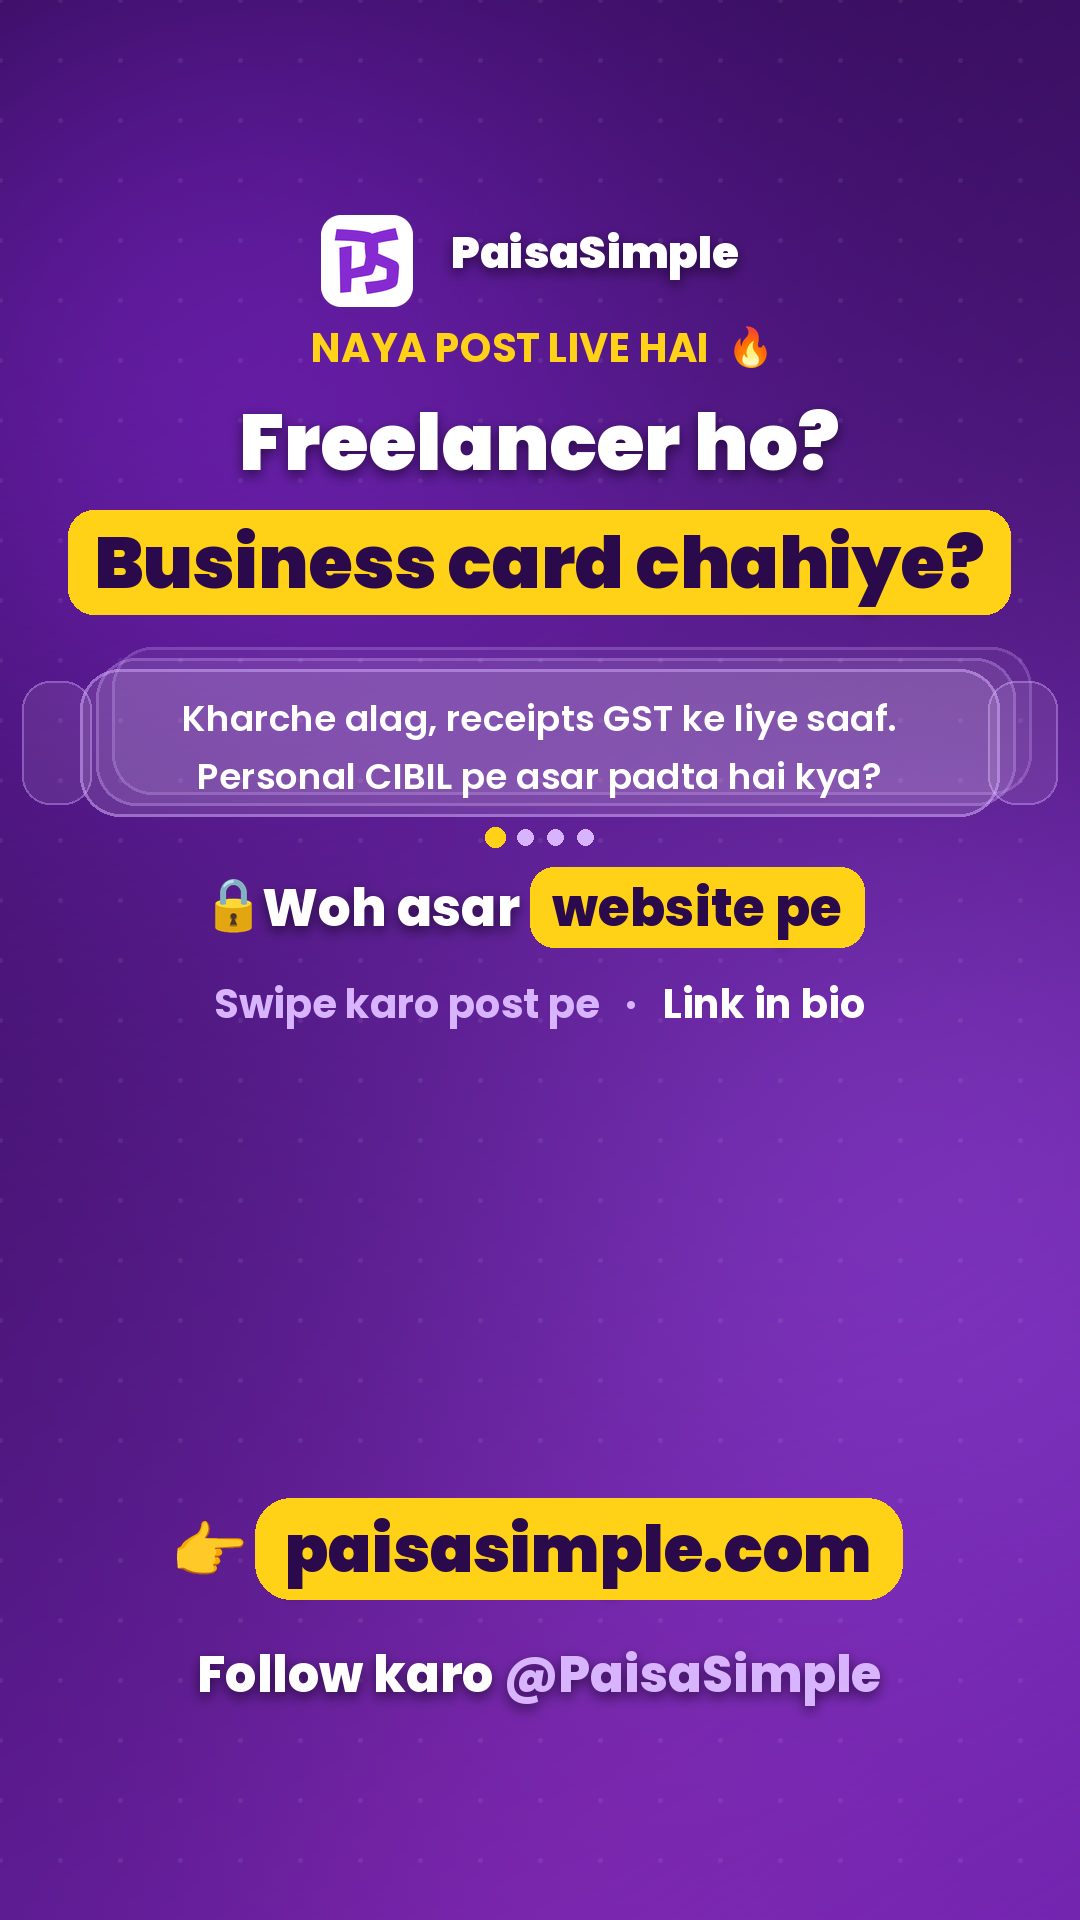 PS PaisaSimple
NAYA POST LIVE HAI 🔥
Freelancer ho?
Business card chahiye?
Kharche alag, receipts GST ke liye saaf.
Personal CIBIL pe asar padta hai kya?
🔒Woh asar website pe
Swipe karo post pe · Link in bio
👉 paisasimple.com
Follow karo @PaisaSimple